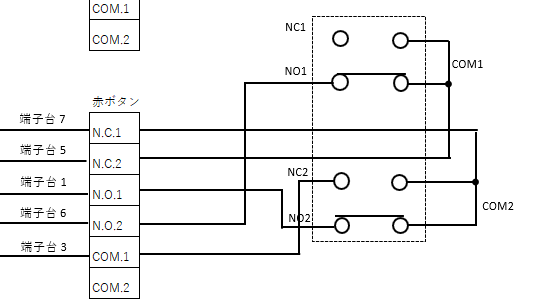 COM.1
COM.2
赤ボタン
端子台 7
N.C.1
端子台 5
N.C.2
端子台 1
N.O.1
端子台 6
N.O.2
端子台 3
COM.1
COM.2
NC1
NO1
COM1
NC2
NO2
COM2